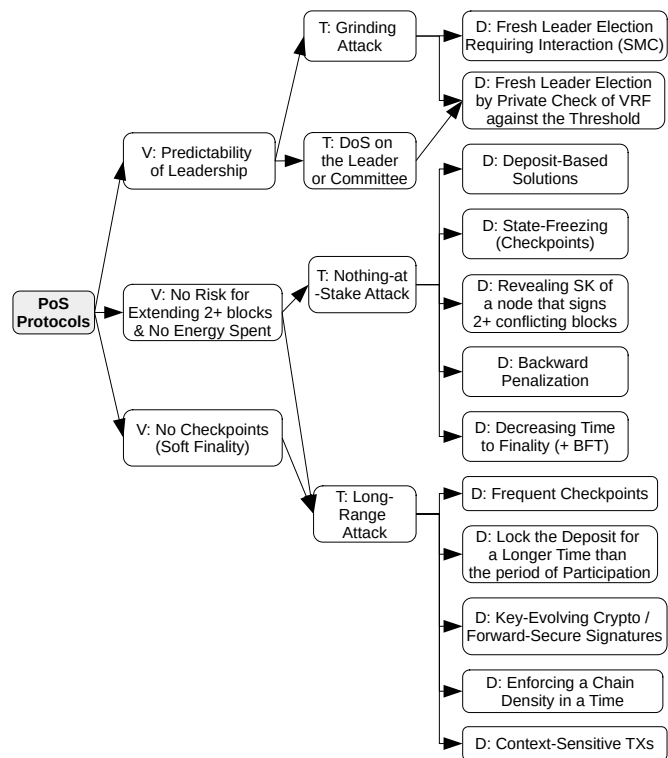 PoS
Protocols
V: Predictability
of Leadership
V: No Risk for
Extending 2+ blocks
& No Energy Spent
V: No Checkpoints
(Soft Finality)
T: Grinding
Attack
T: DoS on
the Leader
or Committee
T: Nothing-at
-Stake Attack
T: Long-
Range
Attack
D: Fresh Leader Election
Requiring Interaction (SMC)
D: Fresh Leader Election
by Private Check of VRF
against the Threshold
D: Deposit-Based
Solutions
D: State-Freezing
(Checkpoints)
D: Revealing SK of
a node that signs
2+ conflicting blocks
D: Backward
Penalization
D: Decreasing Time
to Finality (+ BFT)
D: Frequent Checkpoints
D: Lock the Deposit for
a Longer Time than
the period of Participation
D: Key-Evolving Crypto /
Forward-Secure Signatures
D: Enforcing a Chain
Density in a Time
D: Context-Sensitive TXs